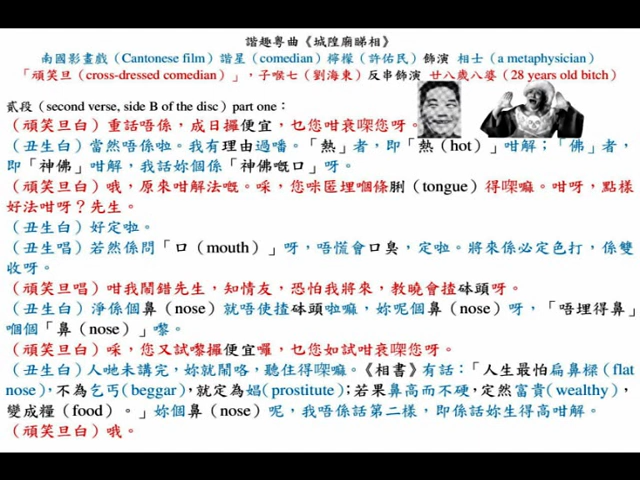 諧趣粵曲《城隍廟睇相》
南國影畫戲（Cantonese film）諧星（comedian）檸檬（許佑民）飾演 相士（a metaphysician）
「頑笑旦（cross-dressed comedian）」，子喉七（劉海東）反串飾演 廿八歲八婆（28 years old bitch）
貳段（second verse, side B of the disc）part one：
（頑笑旦白）重話唔係，成日攞便宜，乜您咁衰㗎您呀。
（丑生白）當然唔係啦。我有理由過噃。「熱」者，即「熱（hot）」咁解；「佛」者，
即「神佛」咁解，我話妳個係「神佛嘅口」呀。
（頑笑旦白）哦，原來咁解法嘅。啋，您咪匿埋嗰條脷（tongue）得㗎嘛。咁呀，點樣
好法咁呀？先生。
（丑生白）好定啦。
（丑生唱）若然係問「口（mouth）」呀，唔慌會口臭，定啦。將來係必定色打，係雙
收呀。
（頑笑旦唱）咁我鬧錯先生，知情友，恐怕我將來，教曉會揸砵頭呀。
（丑生白）淨係個鼻（nose）就唔使揸砵頭啦嘛，妳呢個鼻（nose）呀，「唔埋得鼻」
嗰個「鼻（nose）」嚟。
（頑笑旦白）啋，您又試嚟攞便宜囉，乜您如試咁衰㗎您呀。
（丑生白）人哋未講完，妳就鬧咯，聽住得㗎嘛。《相書》有話：「人生最怕扁鼻樑（flat
nose），不為乞丐（beggar），就定為娼（prostitute）；如果鼻高而不硬，定然富貴（wealthy），
變成糧（food）。」妳個鼻（nose）呢，我唔係話第二樣，即係話妳生得高咁解。
（頑笑旦白）哦。